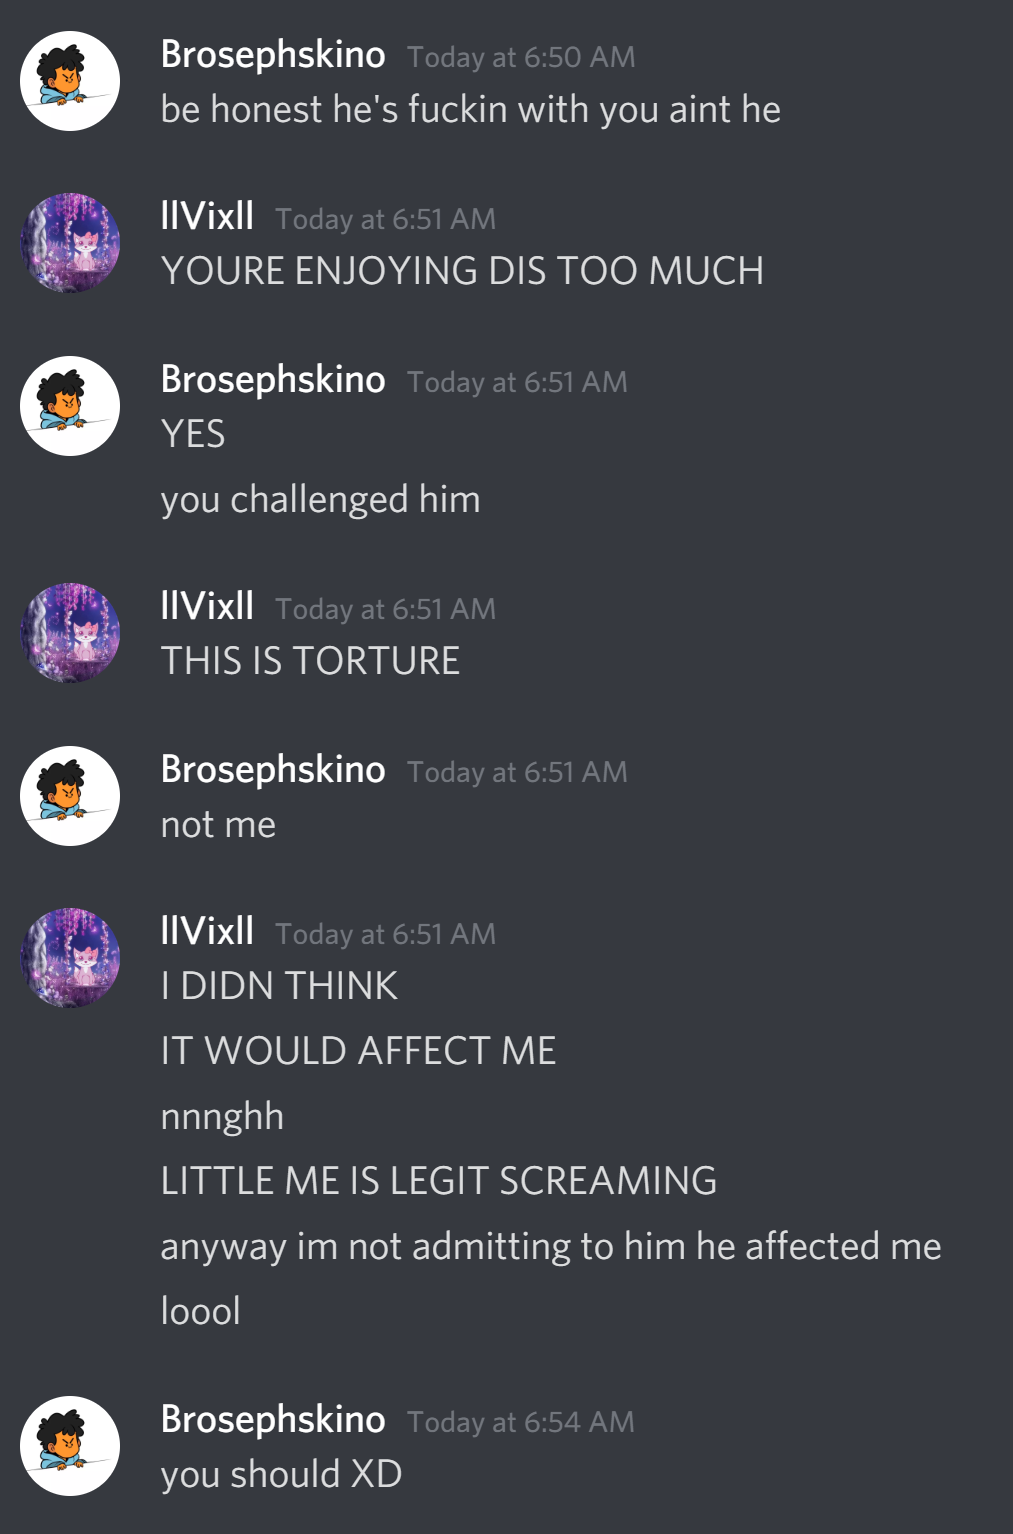 Brosephskino Today at 6:50 AM
be honest he's fuckin with you aint he
llVixll Today at 6:51 AM
YOURE ENJOYING DIS TOO MUCH
Brosephskino Today at 6:51 AM
YES
you challenged him
llVixll Today at 6:51 AM
THIS IS TORTURE
Brosephskino Today at 6:51 AM
not me
llVixll Today at 6:51 AM
I DIDN THINK
IT WOULD AFFECT ME
nnnghh
LITTLE ME IS LEGIT SCREAMING
anyway im not admitting to him he affected me
loool
Brosephskino Today at 6:54 AM
you should XD